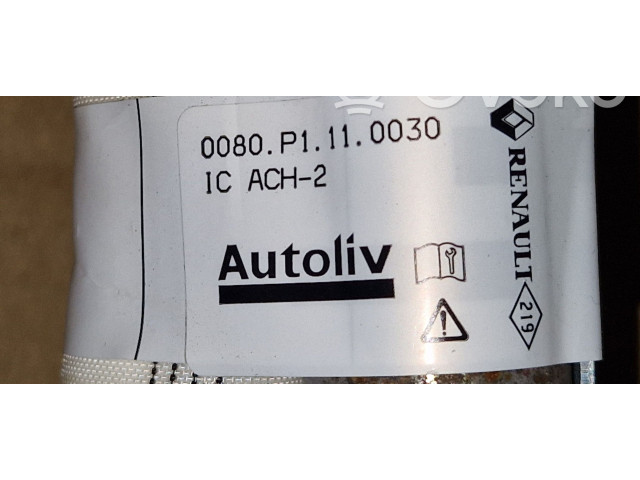 0080.P1.11.0030
IC ACH-2
Autoliv
RENAULT
219